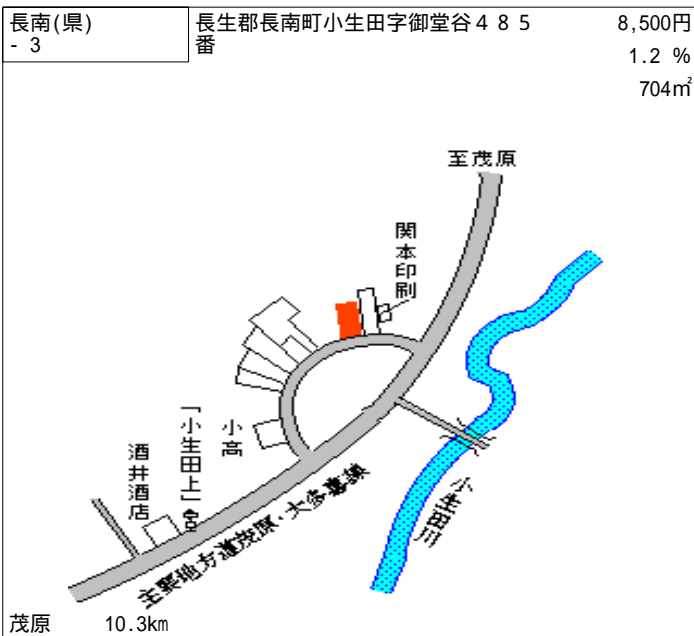 長南(県)
- 3
長生郡長南町小生田字御堂谷４８５
番
8,500円
1.2 %
704㎡
至茂原
関本印刷
小高
「小生田上」
酒井酒店
主要地方道茂原・大多喜線
小生田川
茂原 10.3km